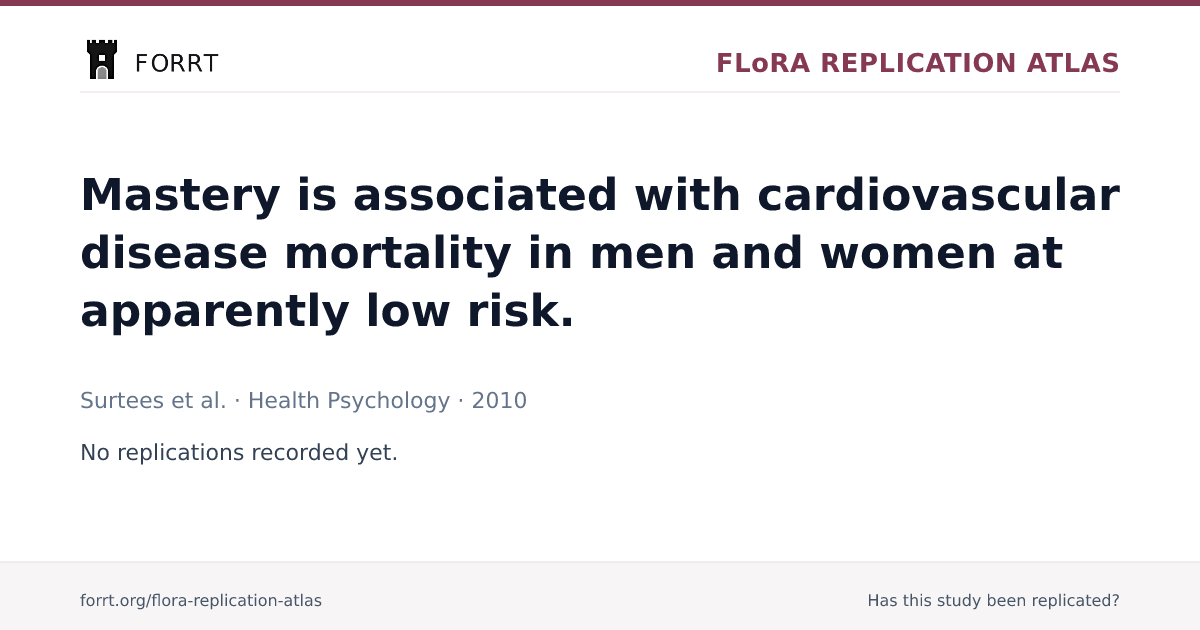 FORRT
FLoRA REPLICATION ATLAS
Mastery is associated with cardiovascular
disease mortality in men and women at
apparently low risk.
Surtees et al. · Health Psychology · 2010
No replications recorded yet.
forrt.org/flora-replication-atlas
Has this study been replicated?